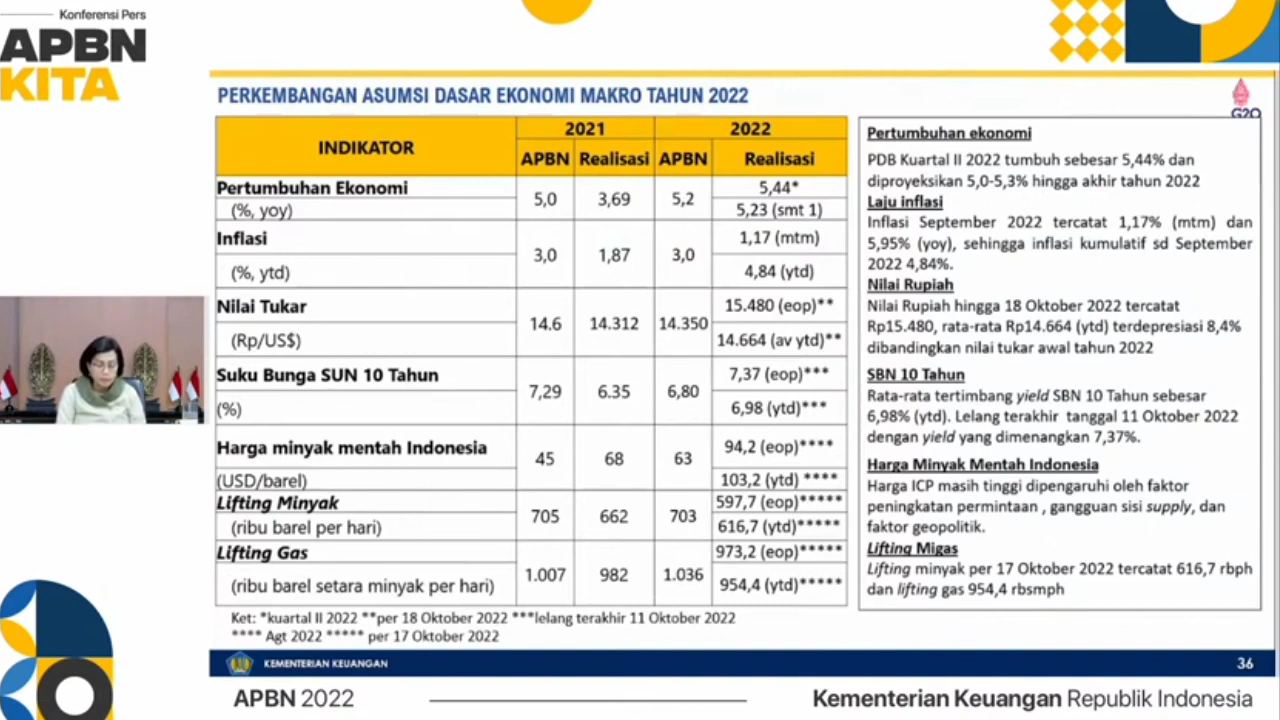 Konferensi Pers
APBN
KITA
PERKEMBANGAN ASUMSI DASAR EKONOMI MAKRO TAHUN 2022
G20
INDIKATOR
2021
2022
APBN Realisasi APBN Realisasi
Pertumbuhan Ekonomi
(%, yoy)
5,0 3,69 5,2
5,44*
5,23 (smt 1)
Inflasi
(%, ytd)
3,0 1,87 3,0
1,17 (mtm)
4,84 (ytd)
Nilai Tukar
(Rp/US$)
14.6 14.312 14.350
15.480 (eop)**
14.664 (av ytd)**
Suku Bunga SUN 10 Tahun
(%)
7,29 6.35 6,80
7,37 (eop)***
6,98 (ytd)***
Harga minyak mentah Indonesia
(USD/barel)
45 68 63
94,2 (eop)****
103,2 (ytd) ****
Lifting Minyak
(ribu barel per hari)
705 662 703
597,7 (eop)*****
616,7 (ytd)*****
Lifting Gas
(ribu barel setara minyak per hari)
1.007 982 1.036
973,2 (eop)*****
954,4 (ytd)*****
Ket: *kuartal II 2022 **per 18 Oktober 2022 ***lelang terakhir 11 Oktober 2022
**** Agt 2022 ***** per 17 Oktober 2022
Pertumbuhan ekonomi
PDB Kuartal II 2022 tumbuh sebesar 5,44% dan
diproyeksikan 5,0-5,3% hingga akhir tahun 2022
Laju inflasi
Inflasi September 2022 tercatat 1,17% (mtm) dan
5,95% (yoy), sehingga inflasi kumulatif sd September
2022 4,84%.
Nilai Rupiah
Nilai Rupiah hingga 18 Oktober 2022 tercatat
Rp15.480, rata-rata Rp14.664 (ytd) terdepresiasi 8,4%
dibandingkan nilai tukar awal tahun 2022
SBN 10 Tahun
Rata-rata tertimbang yield SBN 10 Tahun sebesar
6,98% (ytd). Lelang terakhir tanggal 11 Oktober 2022
dengan yield yang dimenangkan 7,37%.
Harga Minyak Mentah Indonesia
Harga ICP masih tinggi dipengaruhi oleh faktor
peningkatan permintaan , gangguan sisi supply, dan
faktor geopolitik.
Lifting Migas
Lifting minyak per 17 Oktober 2022 tercatat 616,7 rbph
dan lifting gas 954,4 rbsmph
KEMENTERIAN KEUANGAN
36
APBN 2022
Kementerian Keuangan Republik Indonesia